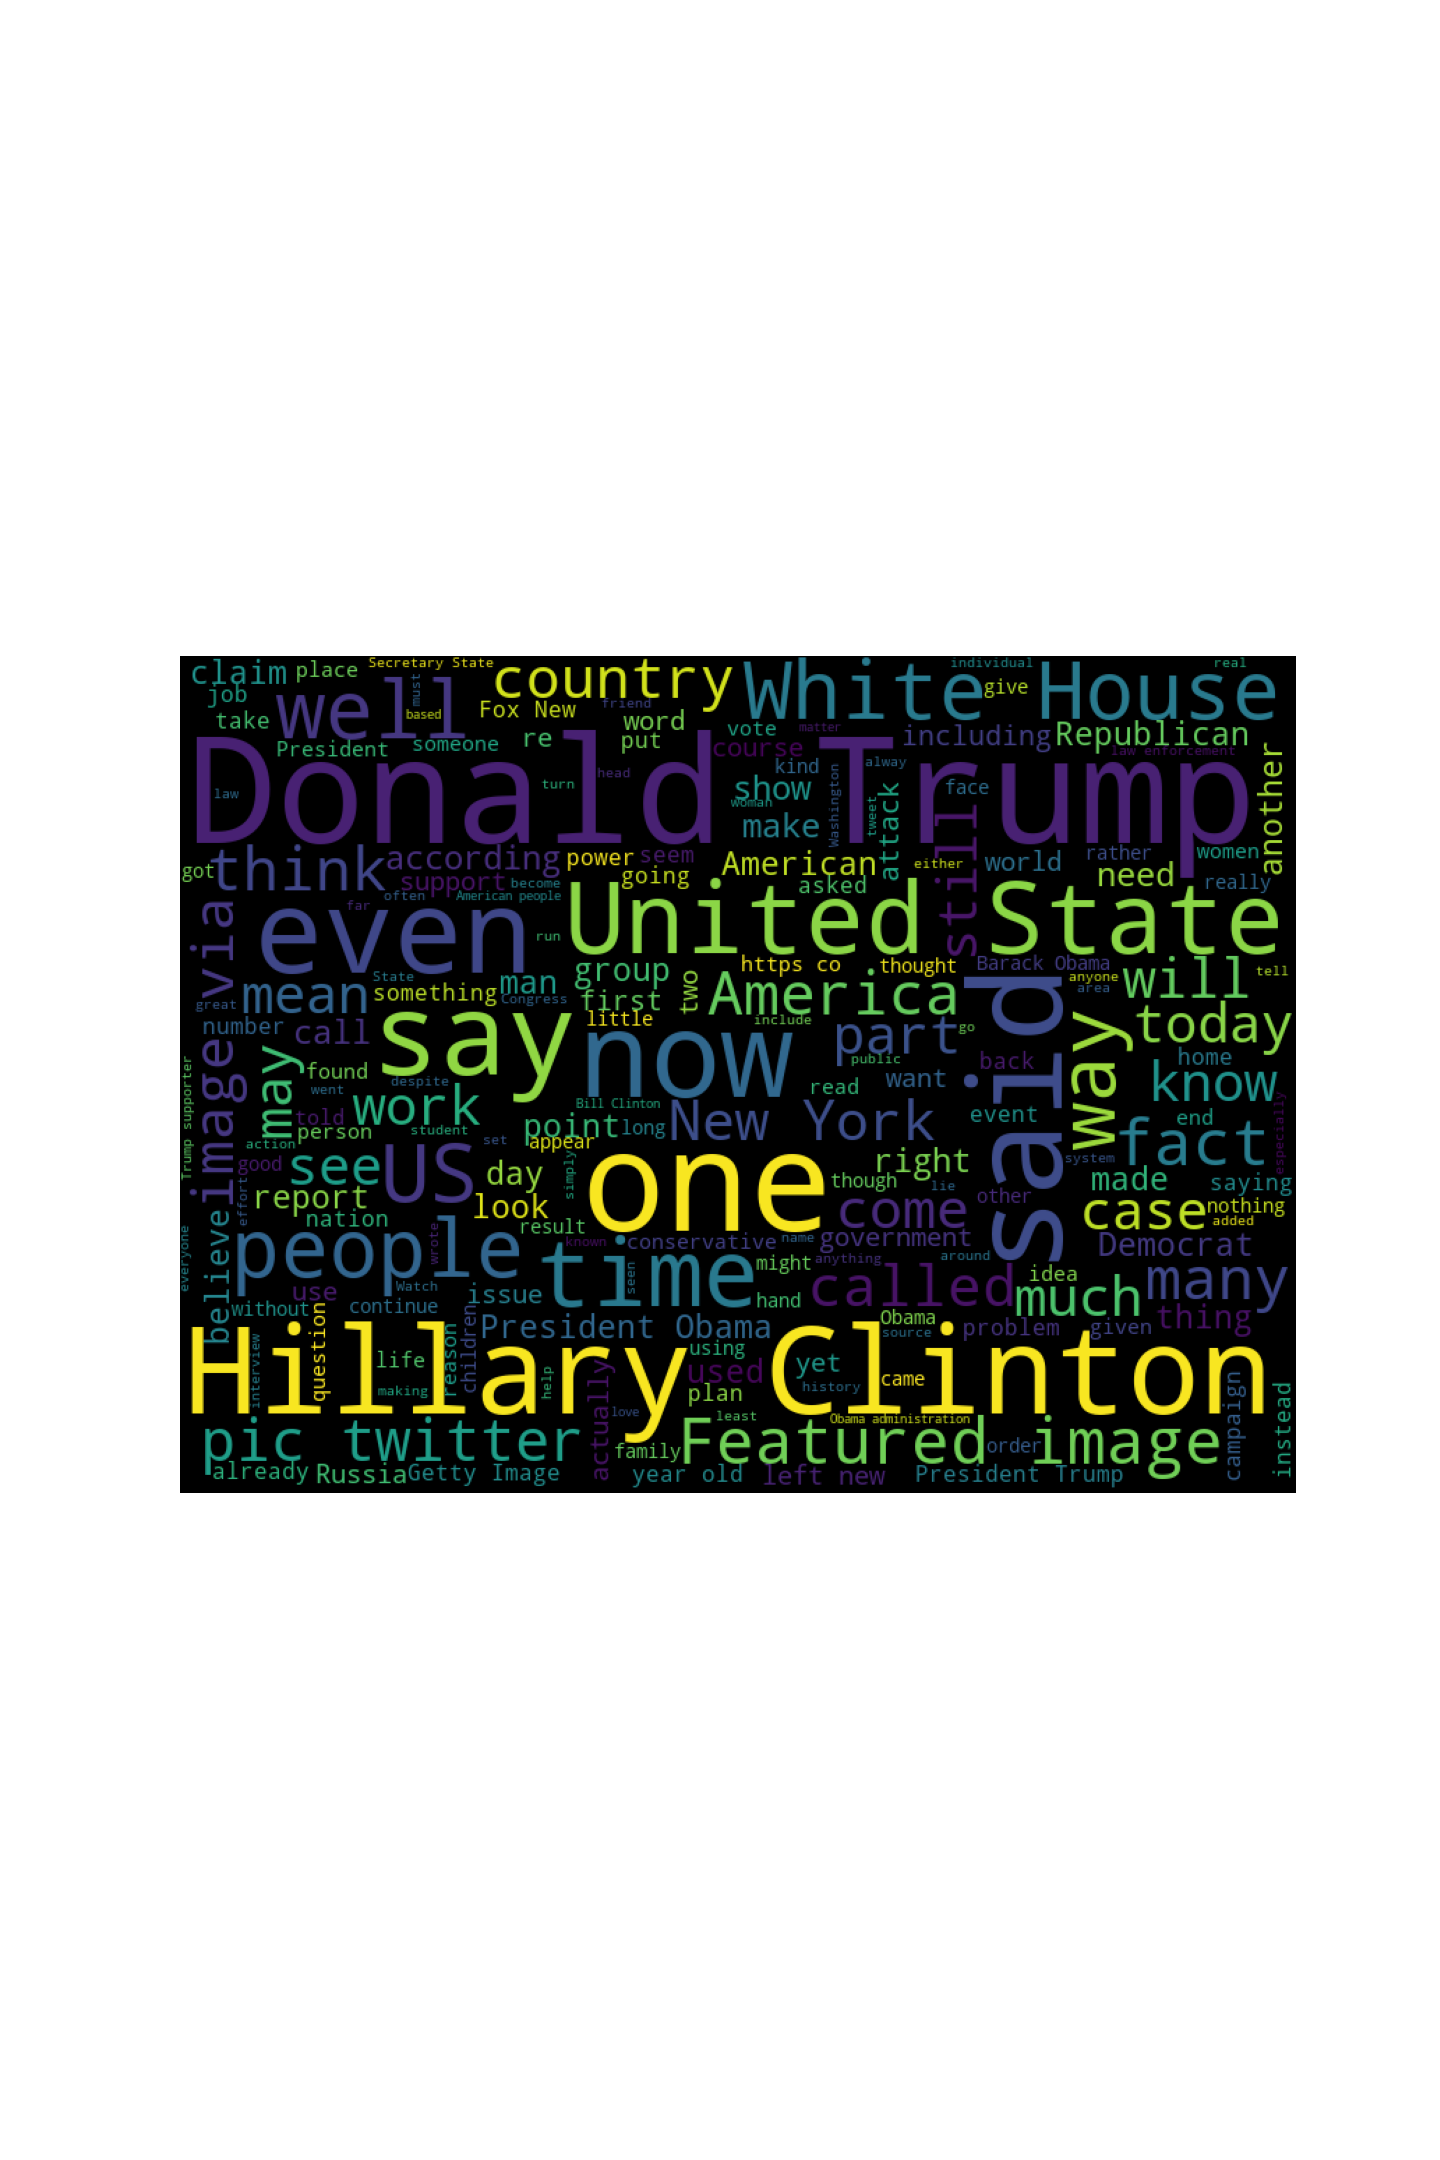 claim place Secretary State country White House individual real
job well must give
take based Fox New friend
President someone re word put vote course matter including Republican law enforcement
Donald Trump
law turn head kind show woman make Washington tweet attack alway face still another
got think according power seem American going asked either world rather need women really
support become often American people far
via even run United State
State mean something man group https co thought Barack Obama will anyone area tell
great Congress first two America
number call say little now include part go said way today
image may found despite went work read public want back home know
Trump supporter told person action student Bill Clinton point long New York event end fact especially
good see US set day appear simply one though right lie system made saying
effort report nation look result come other case nothing added
everyone believe people wrote known conservative name government anything around Democrat
Watch time seen might called idea much many
use without continue issue hand Obama thing
President Obama source problem given
Hillary Clinton
interview question life making reason children help using used plan yet history came
love least Obama administration
pic twitter actually family Featured image order campaign instead
already Russia Getty Image year old left new President Trump